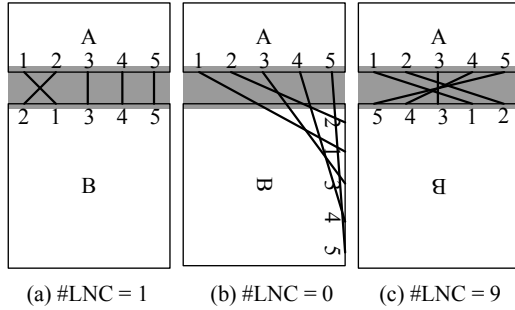 A A A
1 2 3 4 5 1 2 3 4 5 1 2 3 4 5
2 1 3 4 5 5 4 3 1 2
2
1
3
4
5
B B B
(a) #LNC = 1 (b) #LNC = 0 (c) #LNC = 9